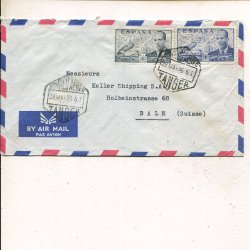 ESPAÑA ESPAÑA
TANGER
Messieurs
Keller Shipping S.A.
Holbeinstrasse 68
BALE (Suisse)
TANGER
BY AIR MAIL
PAR AVION